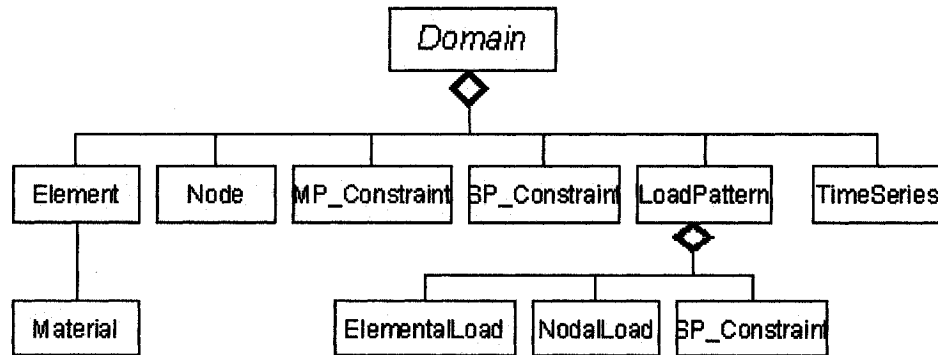 Domain
Element
Node
MP_Constraint
SP_Constraint
LoadPattern
TimeSeries
Material
ElementalLoad
NodalLoad
SP_Constraint